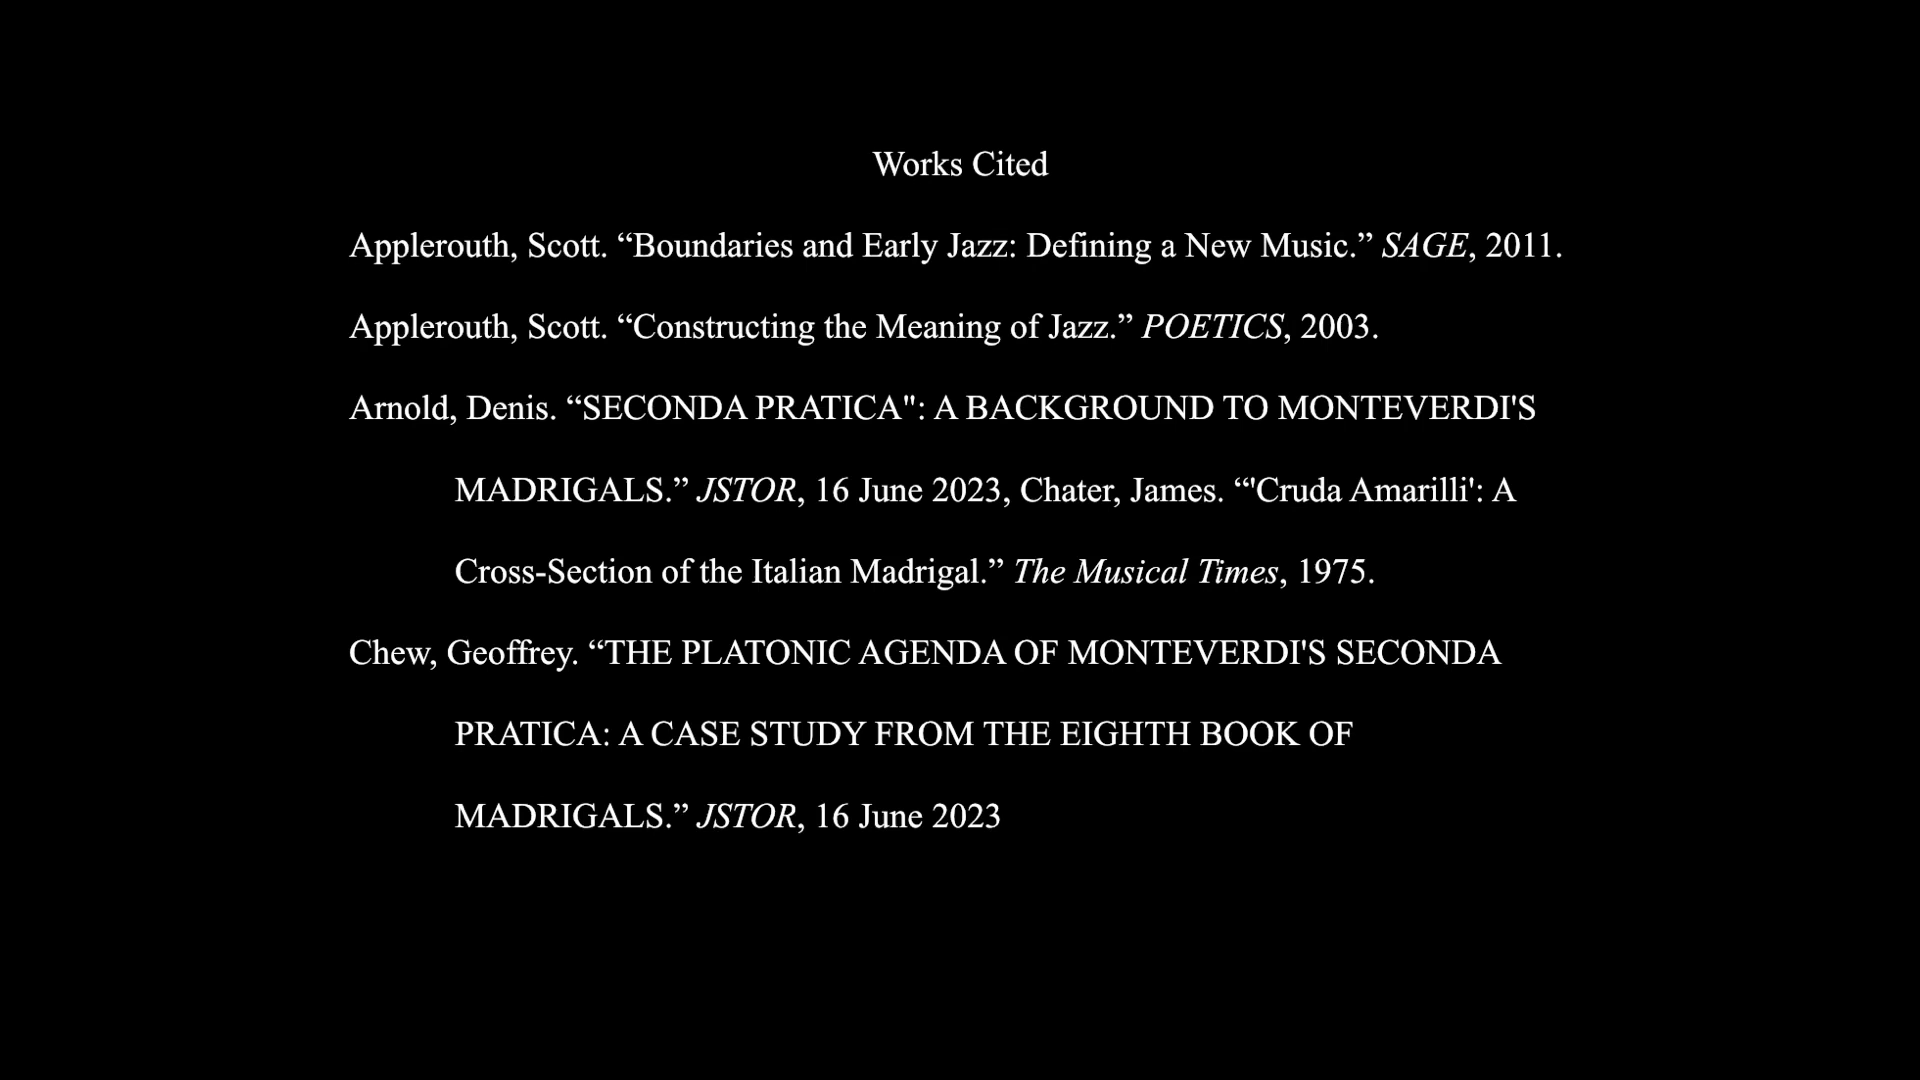 Works Cited
Applerouth, Scott. “Boundaries and Early Jazz: Defining a New Music.” SAGE, 2011.
Applerouth, Scott. “Constructing the Meaning of Jazz.” POETICS, 2003.
Arnold, Denis. “SECONDA PRATICA": A BACKGROUND TO MONTEVERDI'S
MADRIGALS.” JSTOR, 16 June 2023, Chater, James. “'Cruda Amarilli': A
Cross-Section of the Italian Madrigal.” The Musical Times, 1975.
Chew, Geoffrey. “THE PLATONIC AGENDA OF MONTEVERDI'S SECONDA
PRATICA: A CASE STUDY FROM THE EIGHTH BOOK OF
MADRIGALS.” JSTOR, 16 June 2023